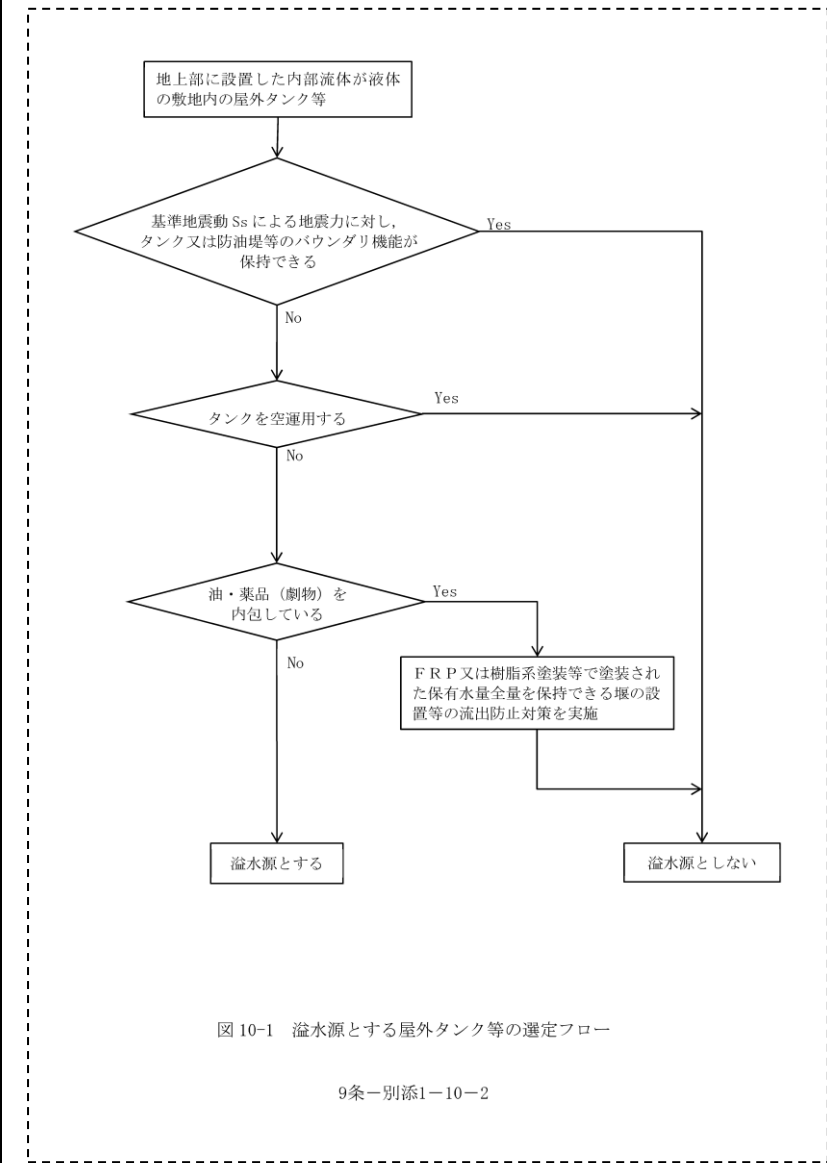 地上部に設置した内部流体が液体
の敷地内の屋外タンク等
基準地震動 Ss による地震力に対し，
タンク又は防油堤等のバウンダリ機能が
保持できる
Yes
No
タンクを空運用する
Yes
No
油・薬品（劇物）を
内包している
Yes
No
ＦＲＰ又は樹脂系塗装等で塗装され
た保有水量全量を保持できる堰の設
置等の流出防止対策を実施
溢水源とする
溢水源としない
図 10-1　溢水源とする屋外タンク等の選定フロー
9条－別添1－10－2